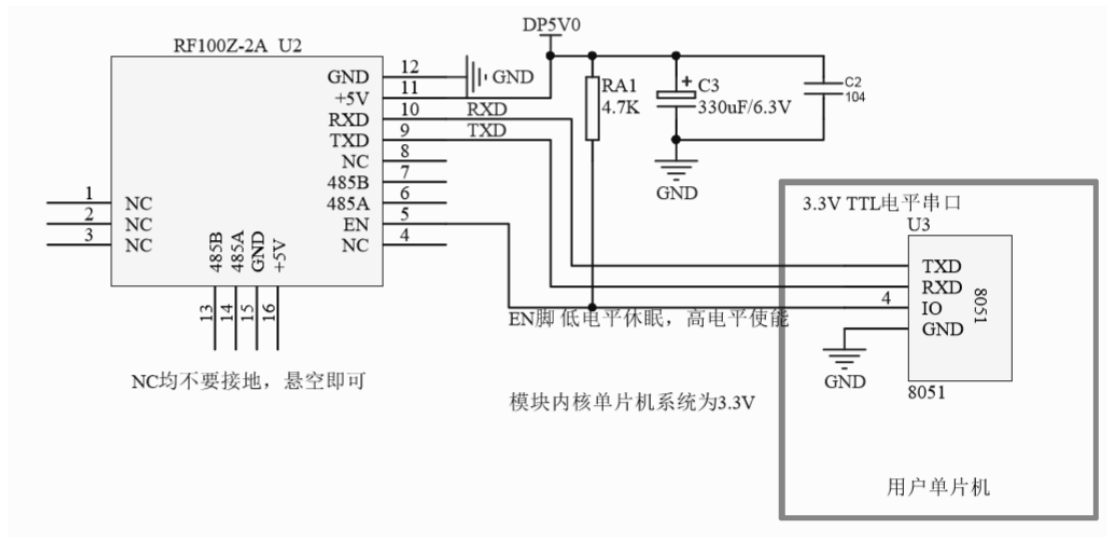 DP5V0
RF100Z-2A U2
GND 12
+5V 11
RXD 10 RXD
TXD 9 TXD
NC 8
485B 7
485A 6
EN 5
NC 4
1 NC
2 NC
3 NC
485B
485A
GND
+5V
13
14
15
16
GND
RA1
4.7K
C3
330uF/6.3V
+
C2
104
GND
3.3V TTL电平串口
U3
TXD
RXD
4 IO
GND
8051
GND
8051
EN脚 低电平休眠，高电平使能
NC均不要接地，悬空即可
模块内核单片机系统为3.3V
用户单片机